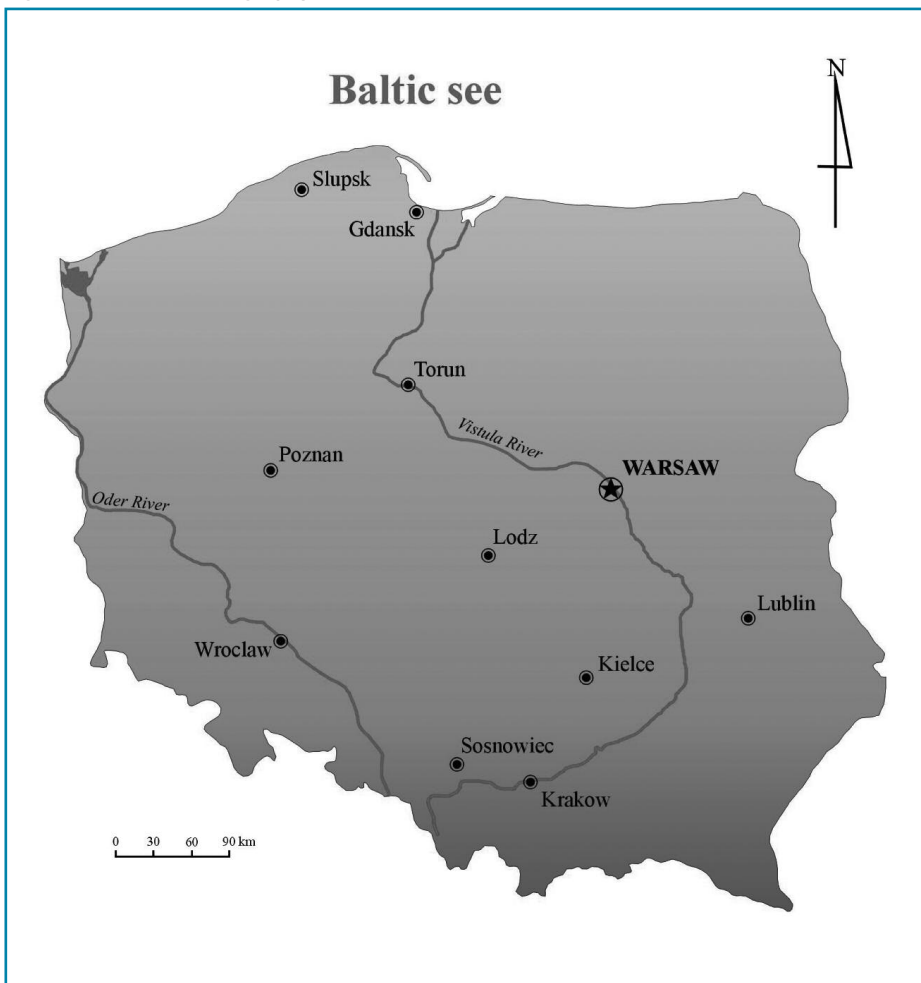 Baltic see
N
Slupsk
Gdansk
Torun
Vistula River
Poznan
WARSAW
Oder River
Lodz
Lublin
Wroclaw
Kielce
Sosnowiec
Krakow
0 30 60 90 km